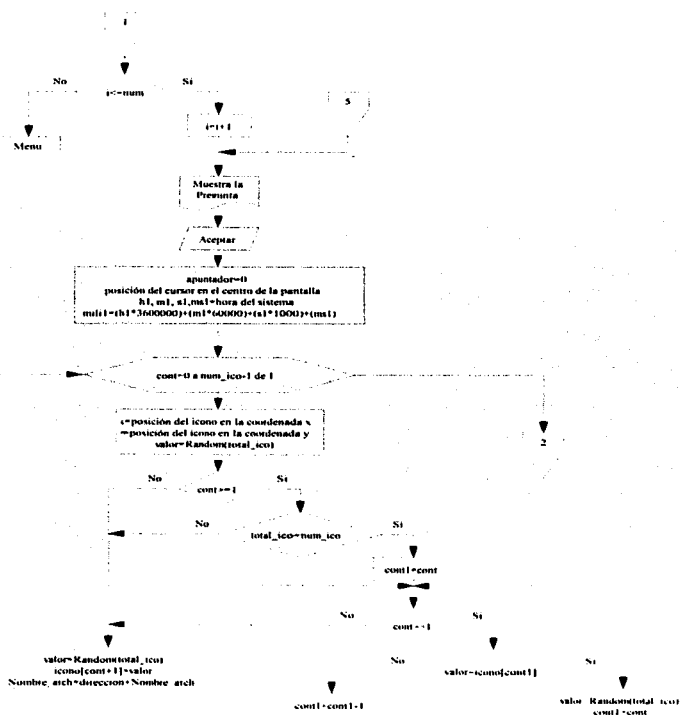 1
No
Si
i<=num
5
Menu
i=i+1
Muestra la
Pregunta
Aceptar
apuntador=0
posición del cursor en el centro de la pantalla
h1, m1, s1,ms1=hora del sistema
mili1=(h1*3600000)+(m1*60000)+(s1*1000)+(ms1)
cont=0 a num_ico-1 de 1
=posición del icono en la coordenada x
=posición del icono en la coordenada y
valor=Random(total_ico)
2
No
Si
cont>=1
No
Si
total_ico=num_ico
cont1=cont
No
Si
valor=Random(total_ico)
icono[cont+1]=valor
Nombre_arch=direccion+Nombre_arch
No
valor=icono[cont1]
Si
cont1=cont1-1
valor=Random(total_ico)
cont1=cont